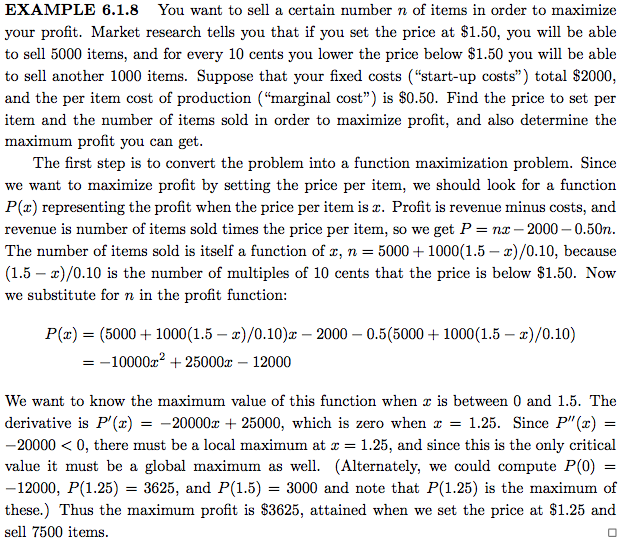 EXAMPLE 6.1.8 You want to sell a certain number n of items in order to maximize
your profit. Market research tells you that if you set the price at $1.50, you will be able
to sell 5000 items, and for every 10 cents you lower the price below $1.50 you will be able
to sell another 1000 items. Suppose that your fixed costs (“start-up costs”) total $2000,
and the per item cost of production (“marginal cost”) is $0.50. Find the price to set per
item and the number of items sold in order to maximize profit, and also determine the
maximum profit you can get.
The first step is to convert the problem into a function maximization problem. Since
we want to maximize profit by setting the price per item, we should look for a function
P(x) representing the profit when the price per item is x. Profit is revenue minus costs, and
revenue is number of items sold times the price per item, so we get P = nx − 2000 − 0.50n.
The number of items sold is itself a function of x, n = 5000 + 1000(1.5 − x)/0.10, because
(1.5 − x)/0.10 is the number of multiples of 10 cents that the price is below $1.50. Now
we substitute for n in the profit function:
P(x) = (5000 + 1000(1.5 − x)/0.10)x − 2000 − 0.5(5000 + 1000(1.5 − x)/0.10)
= −10000x² + 25000x − 12000
We want to know the maximum value of this function when x is between 0 and 1.5. The
derivative is P′(x) = −20000x + 25000, which is zero when x = 1.25. Since P″(x) =
−20000 < 0, there must be a local maximum at x = 1.25, and since this is the only critical
value it must be a global maximum as well. (Alternately, we could compute P(0) =
−12000, P(1.25) = 3625, and P(1.5) = 3000 and note that P(1.25) is the maximum of
these.) Thus the maximum profit is $3625, attained when we set the price at $1.25 and
sell 7500 items. □